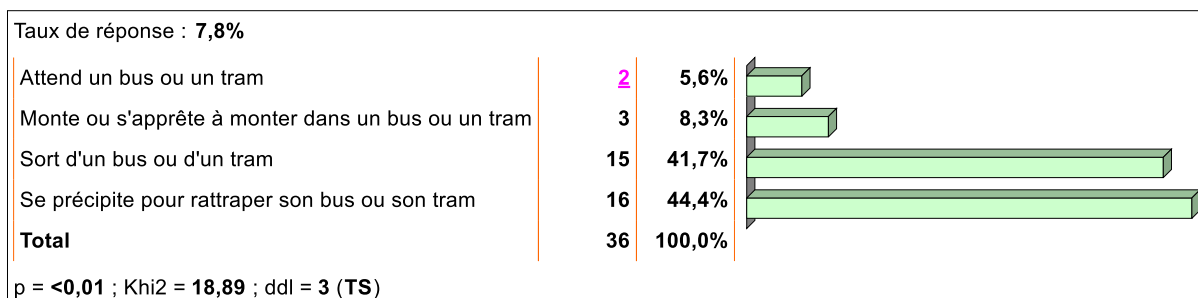 Taux de réponse : 7,8%
Attend un bus ou un tram 2 5,6%
Monte ou s'apprête à monter dans un bus ou un tram 3 8,3%
Sort d'un bus ou d'un tram 15 41,7%
Se précipite pour rattraper son bus ou son tram 16 44,4%
Total 36 100,0%
p = <0,01 ; Khi2 = 18,89 ; ddl = 3 (TS)